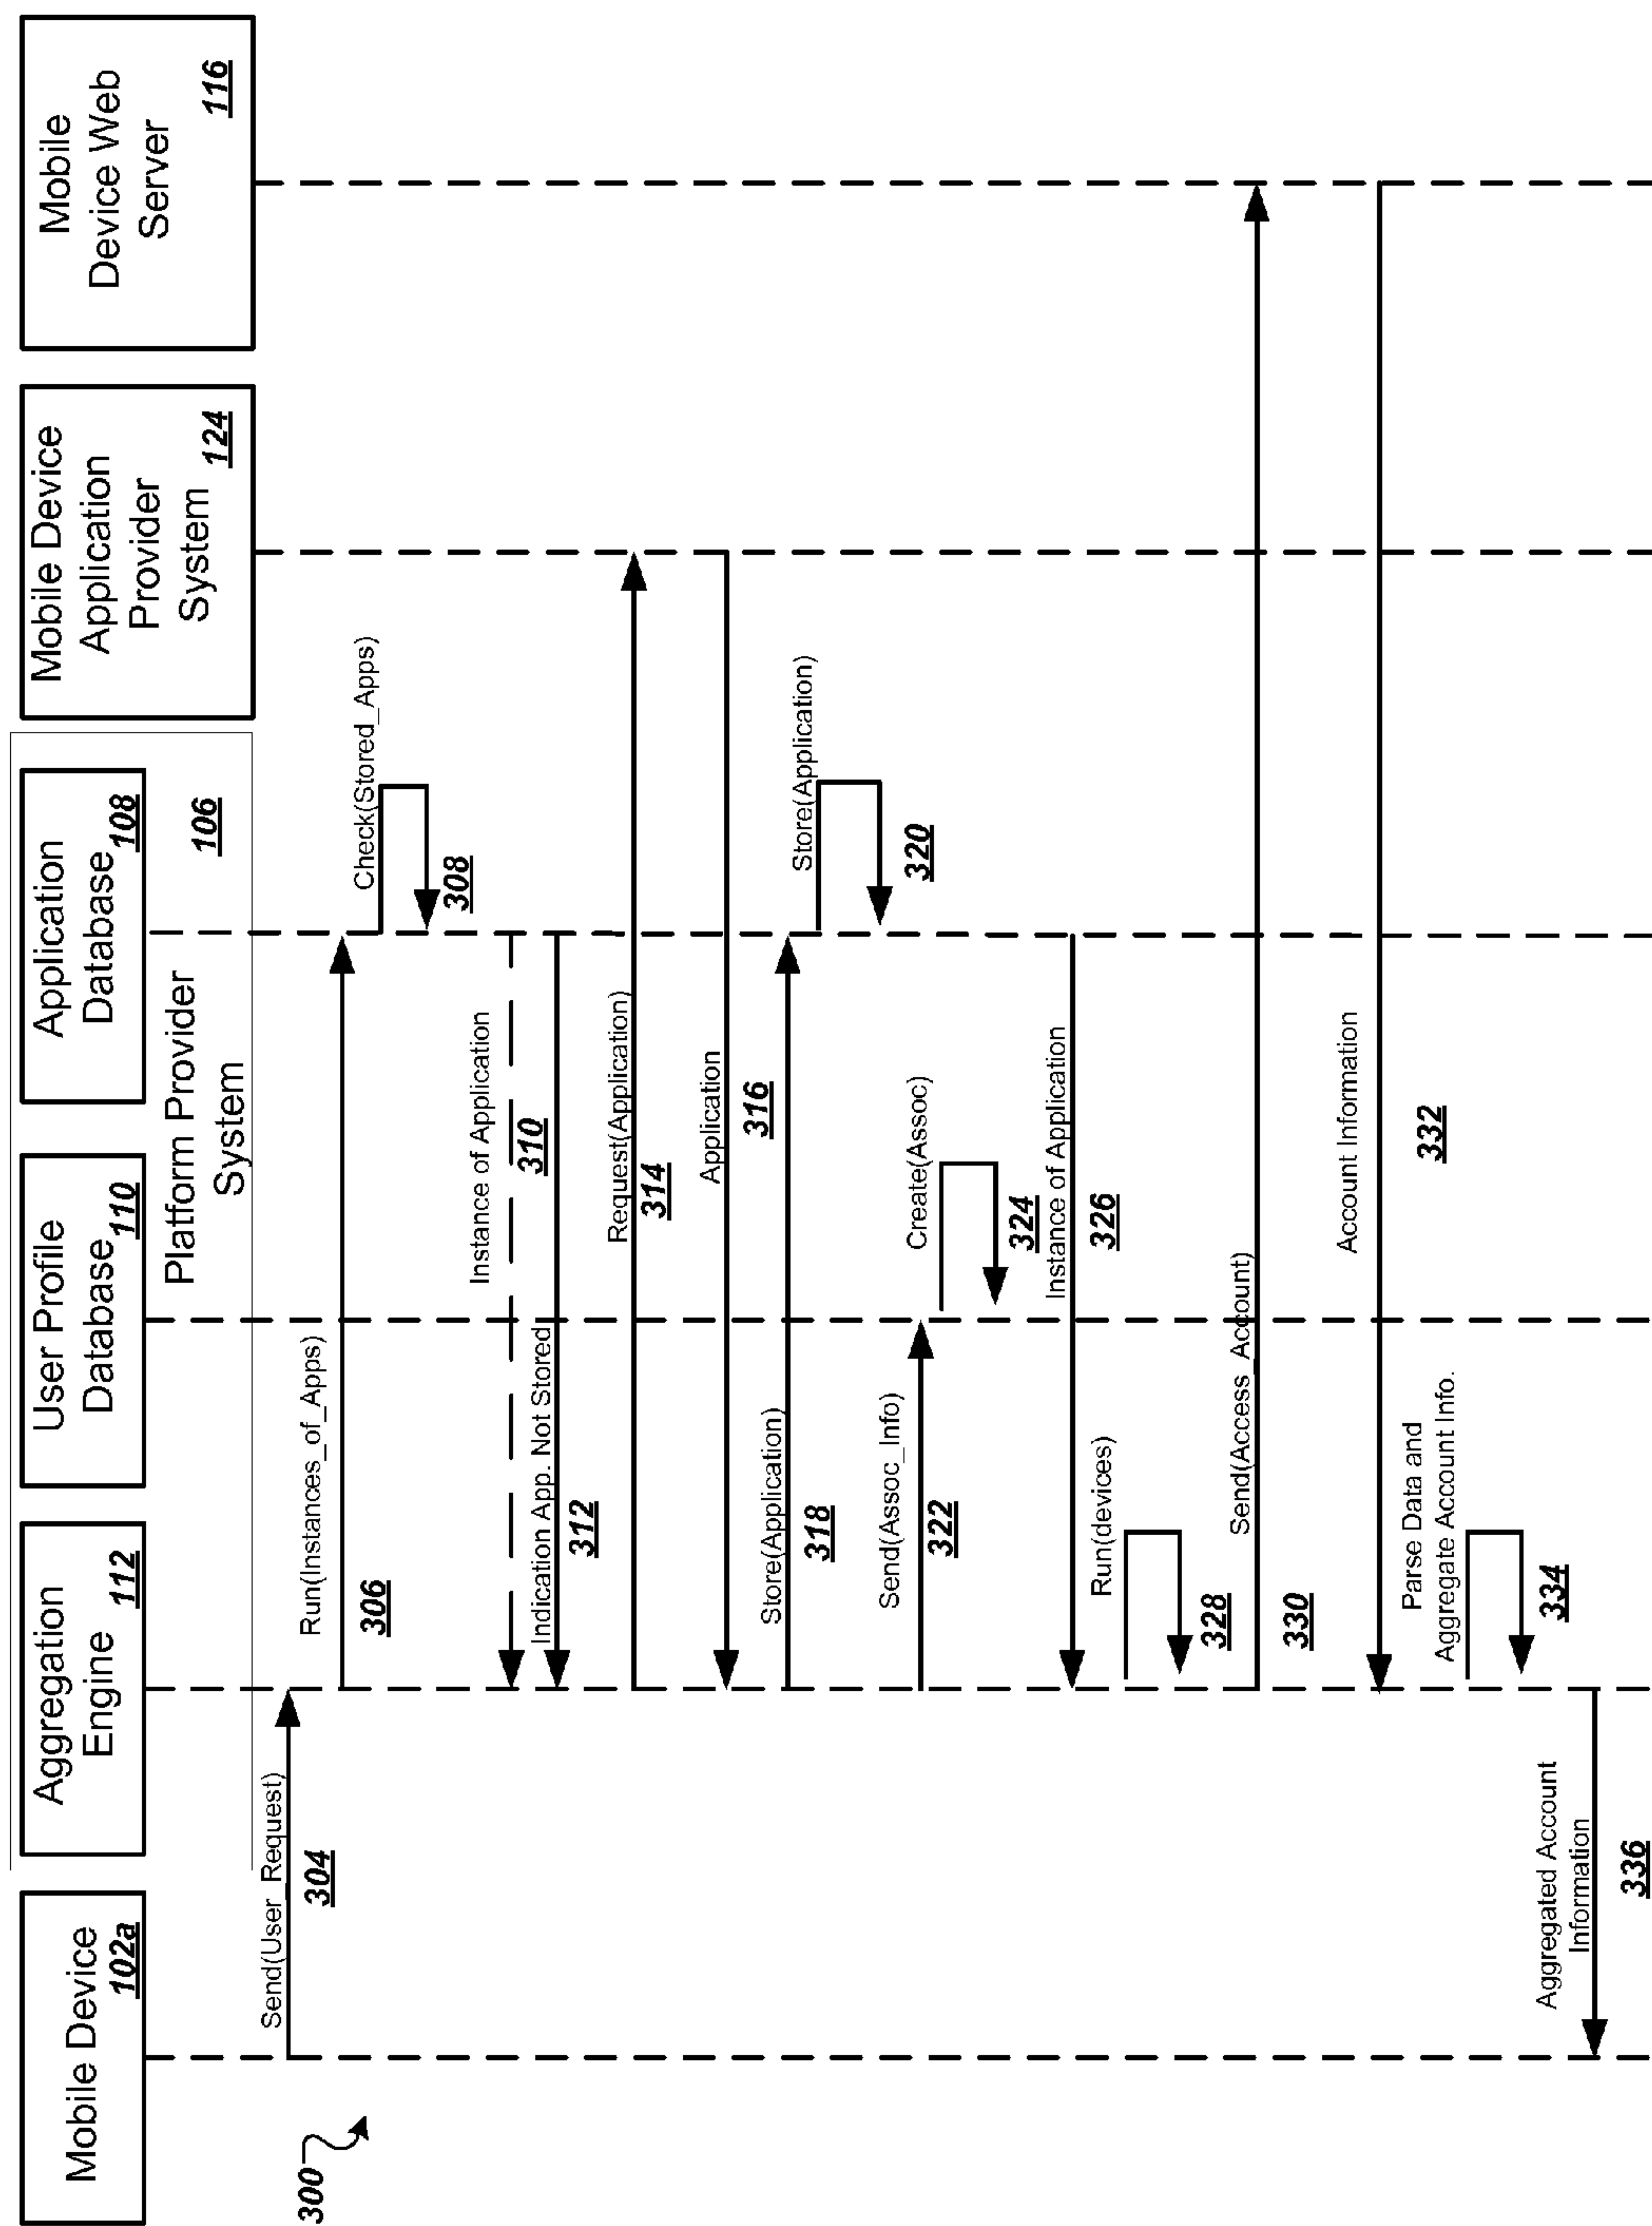 Mobile Device
102a
Aggregation
Engine
112
User Profile
Database
110
Application
Database
108
Platform Provider
System
106
Mobile Device
Application
Provider
System
124
Mobile
Device Web
Server
116
300
Send(User_Request)
304
Run(Instances_of_Apps)
306
Check(Stored_Apps)
308
Instance of Application
310
Indication App. Not Stored
312
Request(Application)
314
Application
316
Store(Application)
318
Store(Application)
320
Send(Assoc_Info)
322
Create(Assoc)
324
Instance of Application
326
Run(devices)
328
Send(Access_Account)
330
Account Information
332
Parse Data and
Aggregate Account Info.
334
Aggregated Account
Information
336